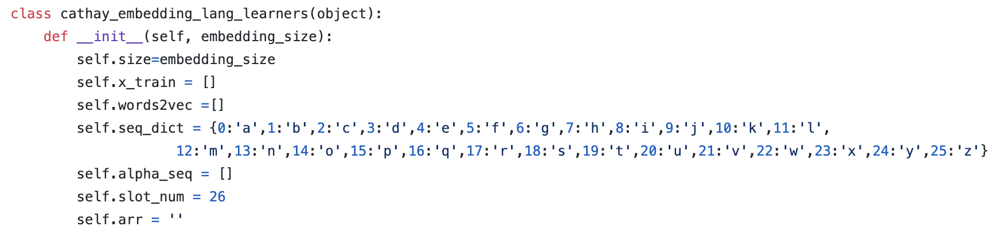 class cathay_embedding_lang_learners(object):
    def __init__(self, embedding_size):
        self.size=embedding_size
        self.x_train = []
        self.words2vec =[]
        self.seq_dict = {0:'a',1:'b',2:'c',3:'d',4:'e',5:'f',6:'g',7:'h',8:'i',9:'j',10:'k',11:'l',
                    12:'m',13:'n',14:'o',15:'p',16:'q',17:'r',18:'s',19:'t',20:'u',21:'v',22:'w',23:'x',24:'y',25:'z'}
        self.alpha_seq = []
        self.slot_num = 26
        self.arr = ''